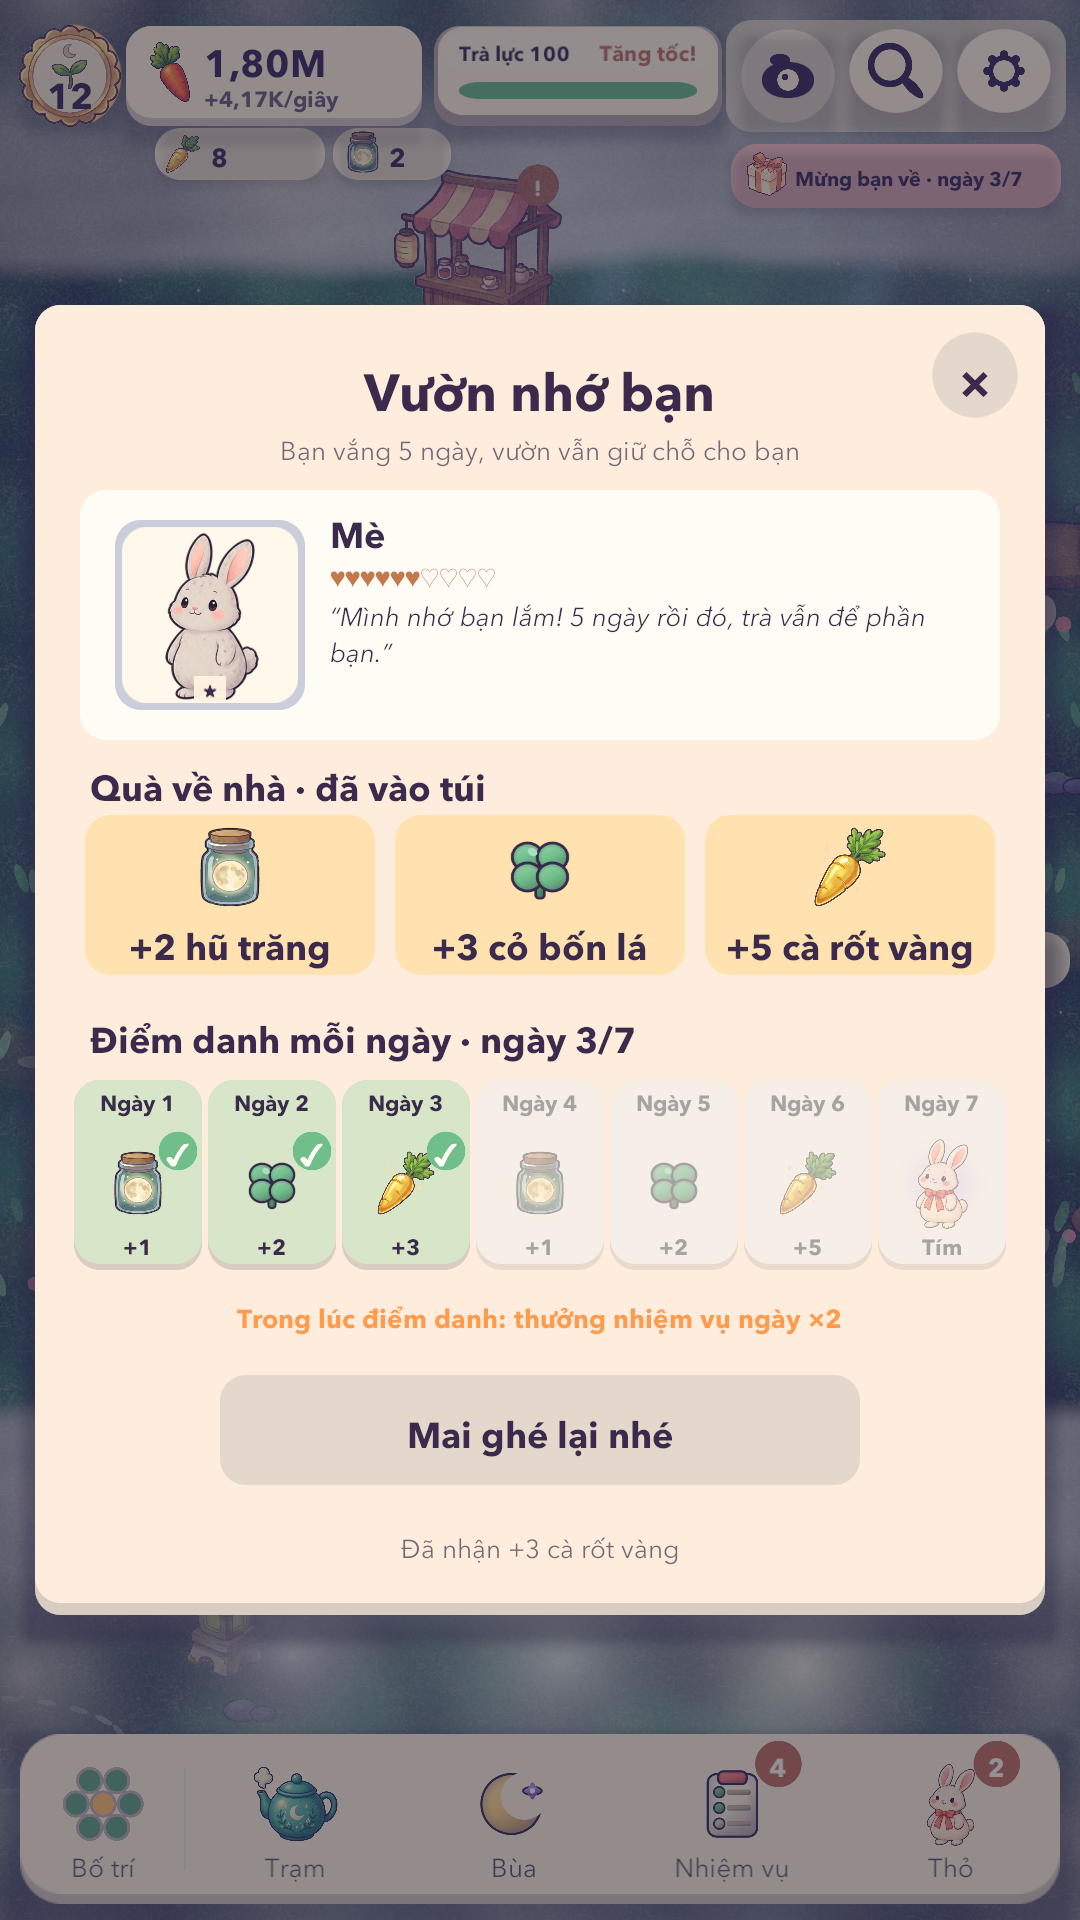 12
1,80M
+4,17K/giây
Trà lực 100
Tăng tốc!
8
2
!
Mừng bạn về · ngày 3/7
Vườn nhớ bạn
×
Bạn vắng 5 ngày, vườn vẫn giữ chỗ cho bạn
Mè
♥♥♥♥♥♥♡♡♡♡
“Mình nhớ bạn lắm! 5 ngày rồi đó, trà vẫn để phần
bạn.”
★
Quà về nhà · đã vào túi
+2 hũ trăng
+3 cỏ bốn lá
+5 cà rốt vàng
Điểm danh mỗi ngày · ngày 3/7
Ngày 1
Ngày 2
Ngày 3
Ngày 4
Ngày 5
Ngày 6
Ngày 7
✓
✓
✓
+1
+2
+3
+1
+2
+5
Tím
Trong lúc điểm danh: thưởng nhiệm vụ ngày ×2
Mai ghé lại nhé
Đã nhận +3 cà rốt vàng
4
2
Bố trí
Trạm
Bùa
Nhiệm vụ
Thỏ